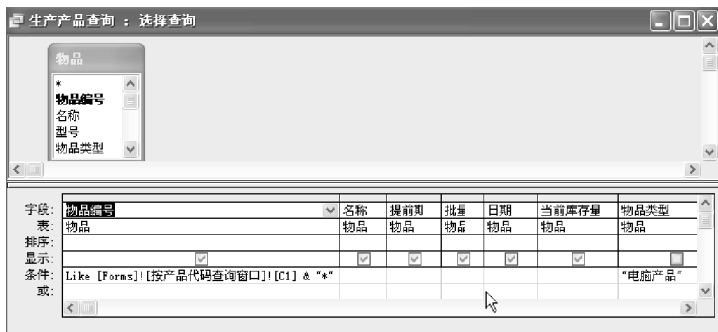 生产产品查询 : 选择查询
物品
*
物品编号
名称
型号
物品类型
字段: 物品编号 名称 提前期 批量 日期 当前库存量 物品类型
表: 物品 物品 物品 物品 物品 物品 物品
排序:
显示:
条件: Like [Forms]![按产品代码查询窗口]![C1] & "*" "电脑产品"
或: